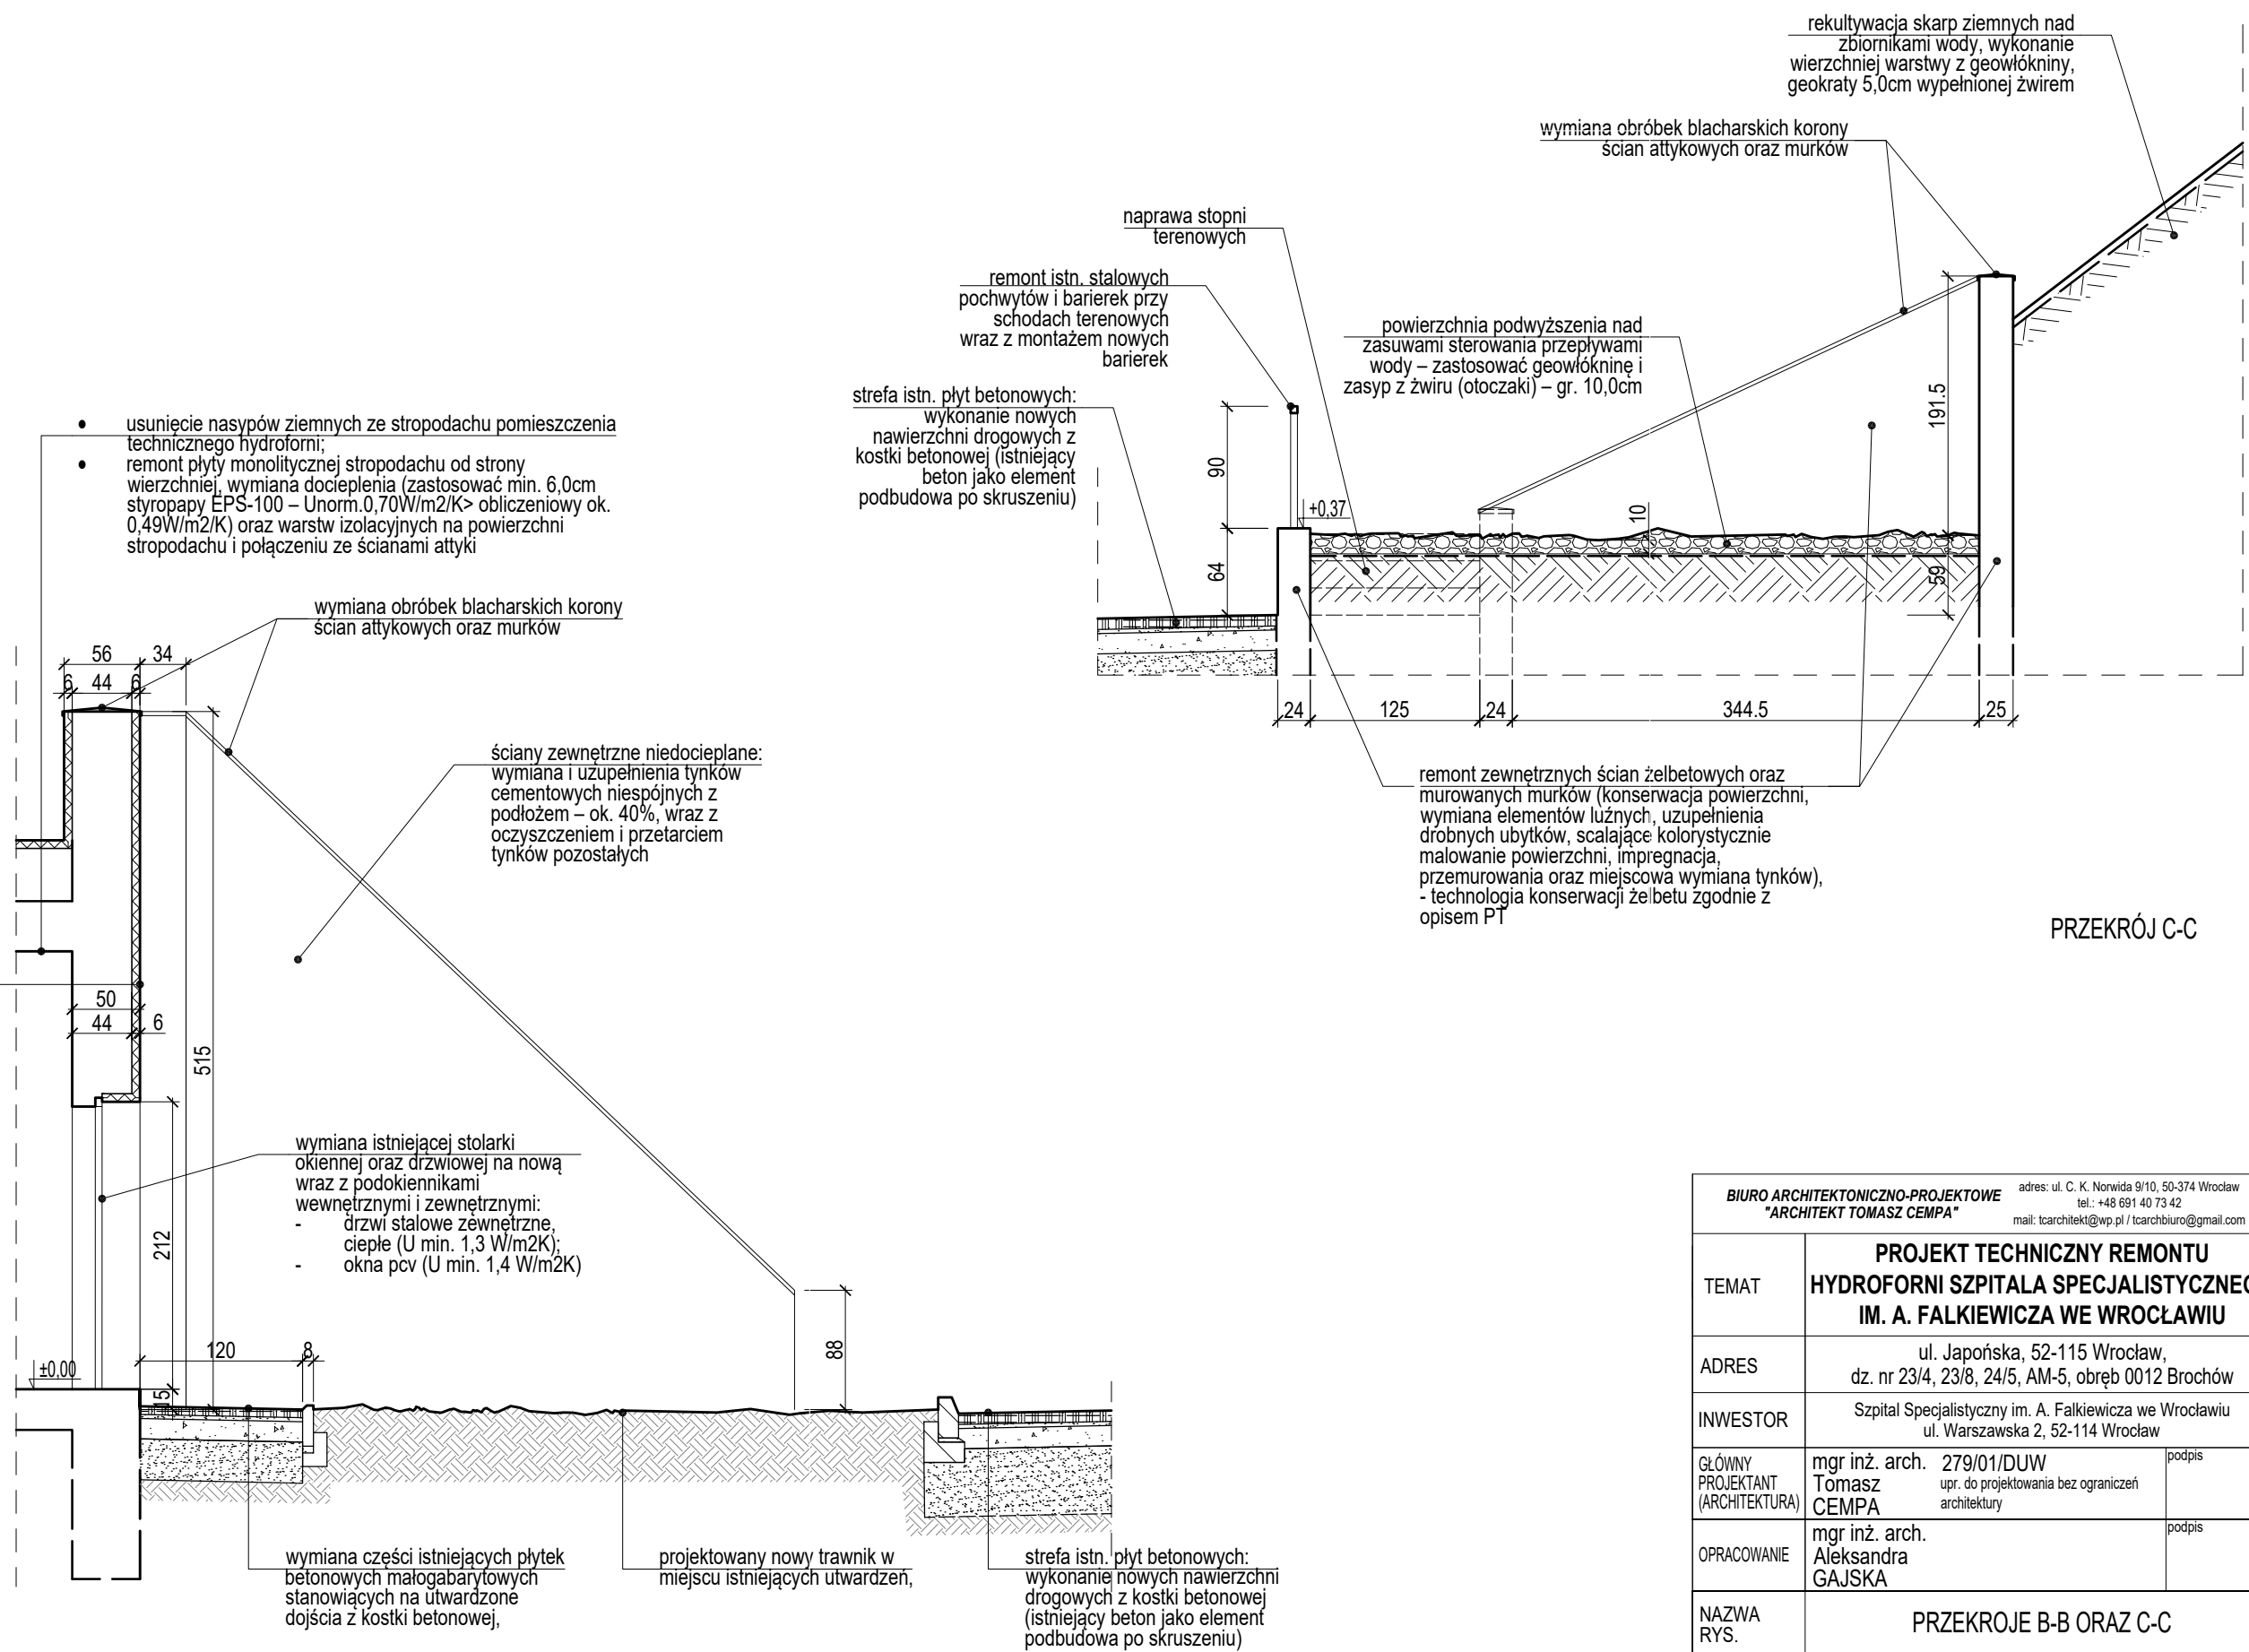 rekultywacja skarp ziemnych nad
zbiornikami wody, wykonanie
wierzchniej warstwy z geowłókniny,
geokraty 5,0cm wypełnionej żwirem
wymiana obróbek blacharskich korony
ścian attykowych oraz murków
naprawa stopni
terenowych
remont istn. stalowych
pochwytów i barierek przy
schodach terenowych
wraz z montażem nowych
barierek
powierzchnia podwyższenia nad
zasuwami sterowania przepływami
wody – zastosować geowłókninę i
zasyp z żwiru (otoczaki) – gr. 10,0cm
strefa istn. płyt betonowych:
wykonanie nowych
nawierzchni drogowych z
kostki betonowej (istniejący
beton jako element
podbudowa po skruszeniu)
191.5
90
+0,37
10
64
59
24
125
24
344.5
25
remont zewnętrznych ścian żelbetowych oraz
murowanych murków (konserwacja powierzchni,
wymiana elementów luźnych, uzupełnienia
drobnych ubytków, scalające kolorystycznie
malowanie powierzchni, impregnacja,
przemurowania oraz miejscowa wymiana tynków),
- technologia konserwacji żelbetu zgodnie z
opisem PT
PRZEKRÓJ C-C
• usunięcie nasypów ziemnych ze stropodachu pomieszczenia
technicznego hydroforni;
• remont płyty monolitycznej stropodachu od strony
wierzchniej, wymiana docieplenia (zastosować min. 6,0cm
styropapy EPS-100 – Unorm.0,70W/m2/K> obliczeniowy ok.
0,49W/m2/K) oraz warstw izolacyjnych na powierzchni
stropodachu i połączeniu ze ścianami attyki
wymiana obróbek blacharskich korony
ścian attykowych oraz murków
56
34
6
44
6
ściany zewnętrzne niedocieplane:
wymiana i uzupełnienia tynków
cementowych niespójnych z
podłożem – ok. 40%, wraz z
oczyszczeniem i przetarciem
tynków pozostałych
50
44
6
515
wymiana istniejącej stolarki
okiennej oraz drzwiowej na nową
wraz z podokiennikami
wewnętrznymi i zewnętrznymi:
- drzwi stalowe zewnętrzne,
ciepłe (U min. 1,3 W/m2K);
- okna pcv (U min. 1,4 W/m2K)
212
±0,00
120
8
88
15
wymiana części istniejących płytek
betonowych małogabarytowych
stanowiących na utwardzone
dojścia z kostki betonowej,
projektowany nowy trawnik w
miejscu istniejących utwardzeń,
strefa istn. płyt betonowych:
wykonanie nowych nawierzchni
drogowych z kostki betonowej
(istniejący beton jako element
podbudowa po skruszeniu)
BIURO ARCHITEKTONICZNO-PROJEKTOWE
"ARCHITEKT TOMASZ CEMPA"
adres: ul. C. K. Norwida 9/10, 50-374 Wrocław
tel.: +48 691 40 73 42
mail: tcarchitekt@wp.pl / tcarchbiuro@gmail.com
TEMAT
PROJEKT TECHNICZNY REMONTU
HYDROFORNI SZPITALA SPECJALISTYCZNEG
IM. A. FALKIEWICZA WE WROCŁAWIU
ADRES
ul. Japońska, 52-115 Wrocław,
dz. nr 23/4, 23/8, 24/5, AM-5, obręb 0012 Brochów
INWESTOR
Szpital Specjalistyczny im. A. Falkiewicza we Wrocławiu
ul. Warszawska 2, 52-114 Wrocław
GŁÓWNY
PROJEKTANT
(ARCHITEKTURA)
mgr inż. arch.
Tomasz
CEMPA
279/01/DUW
upr. do projektowania bez ograniczeń
architektury
podpis
OPRACOWANIE
mgr inż. arch.
Aleksandra
GAJSKA
podpis
NAZWA
RYS.
PRZEKROJE B-B ORAZ C-C